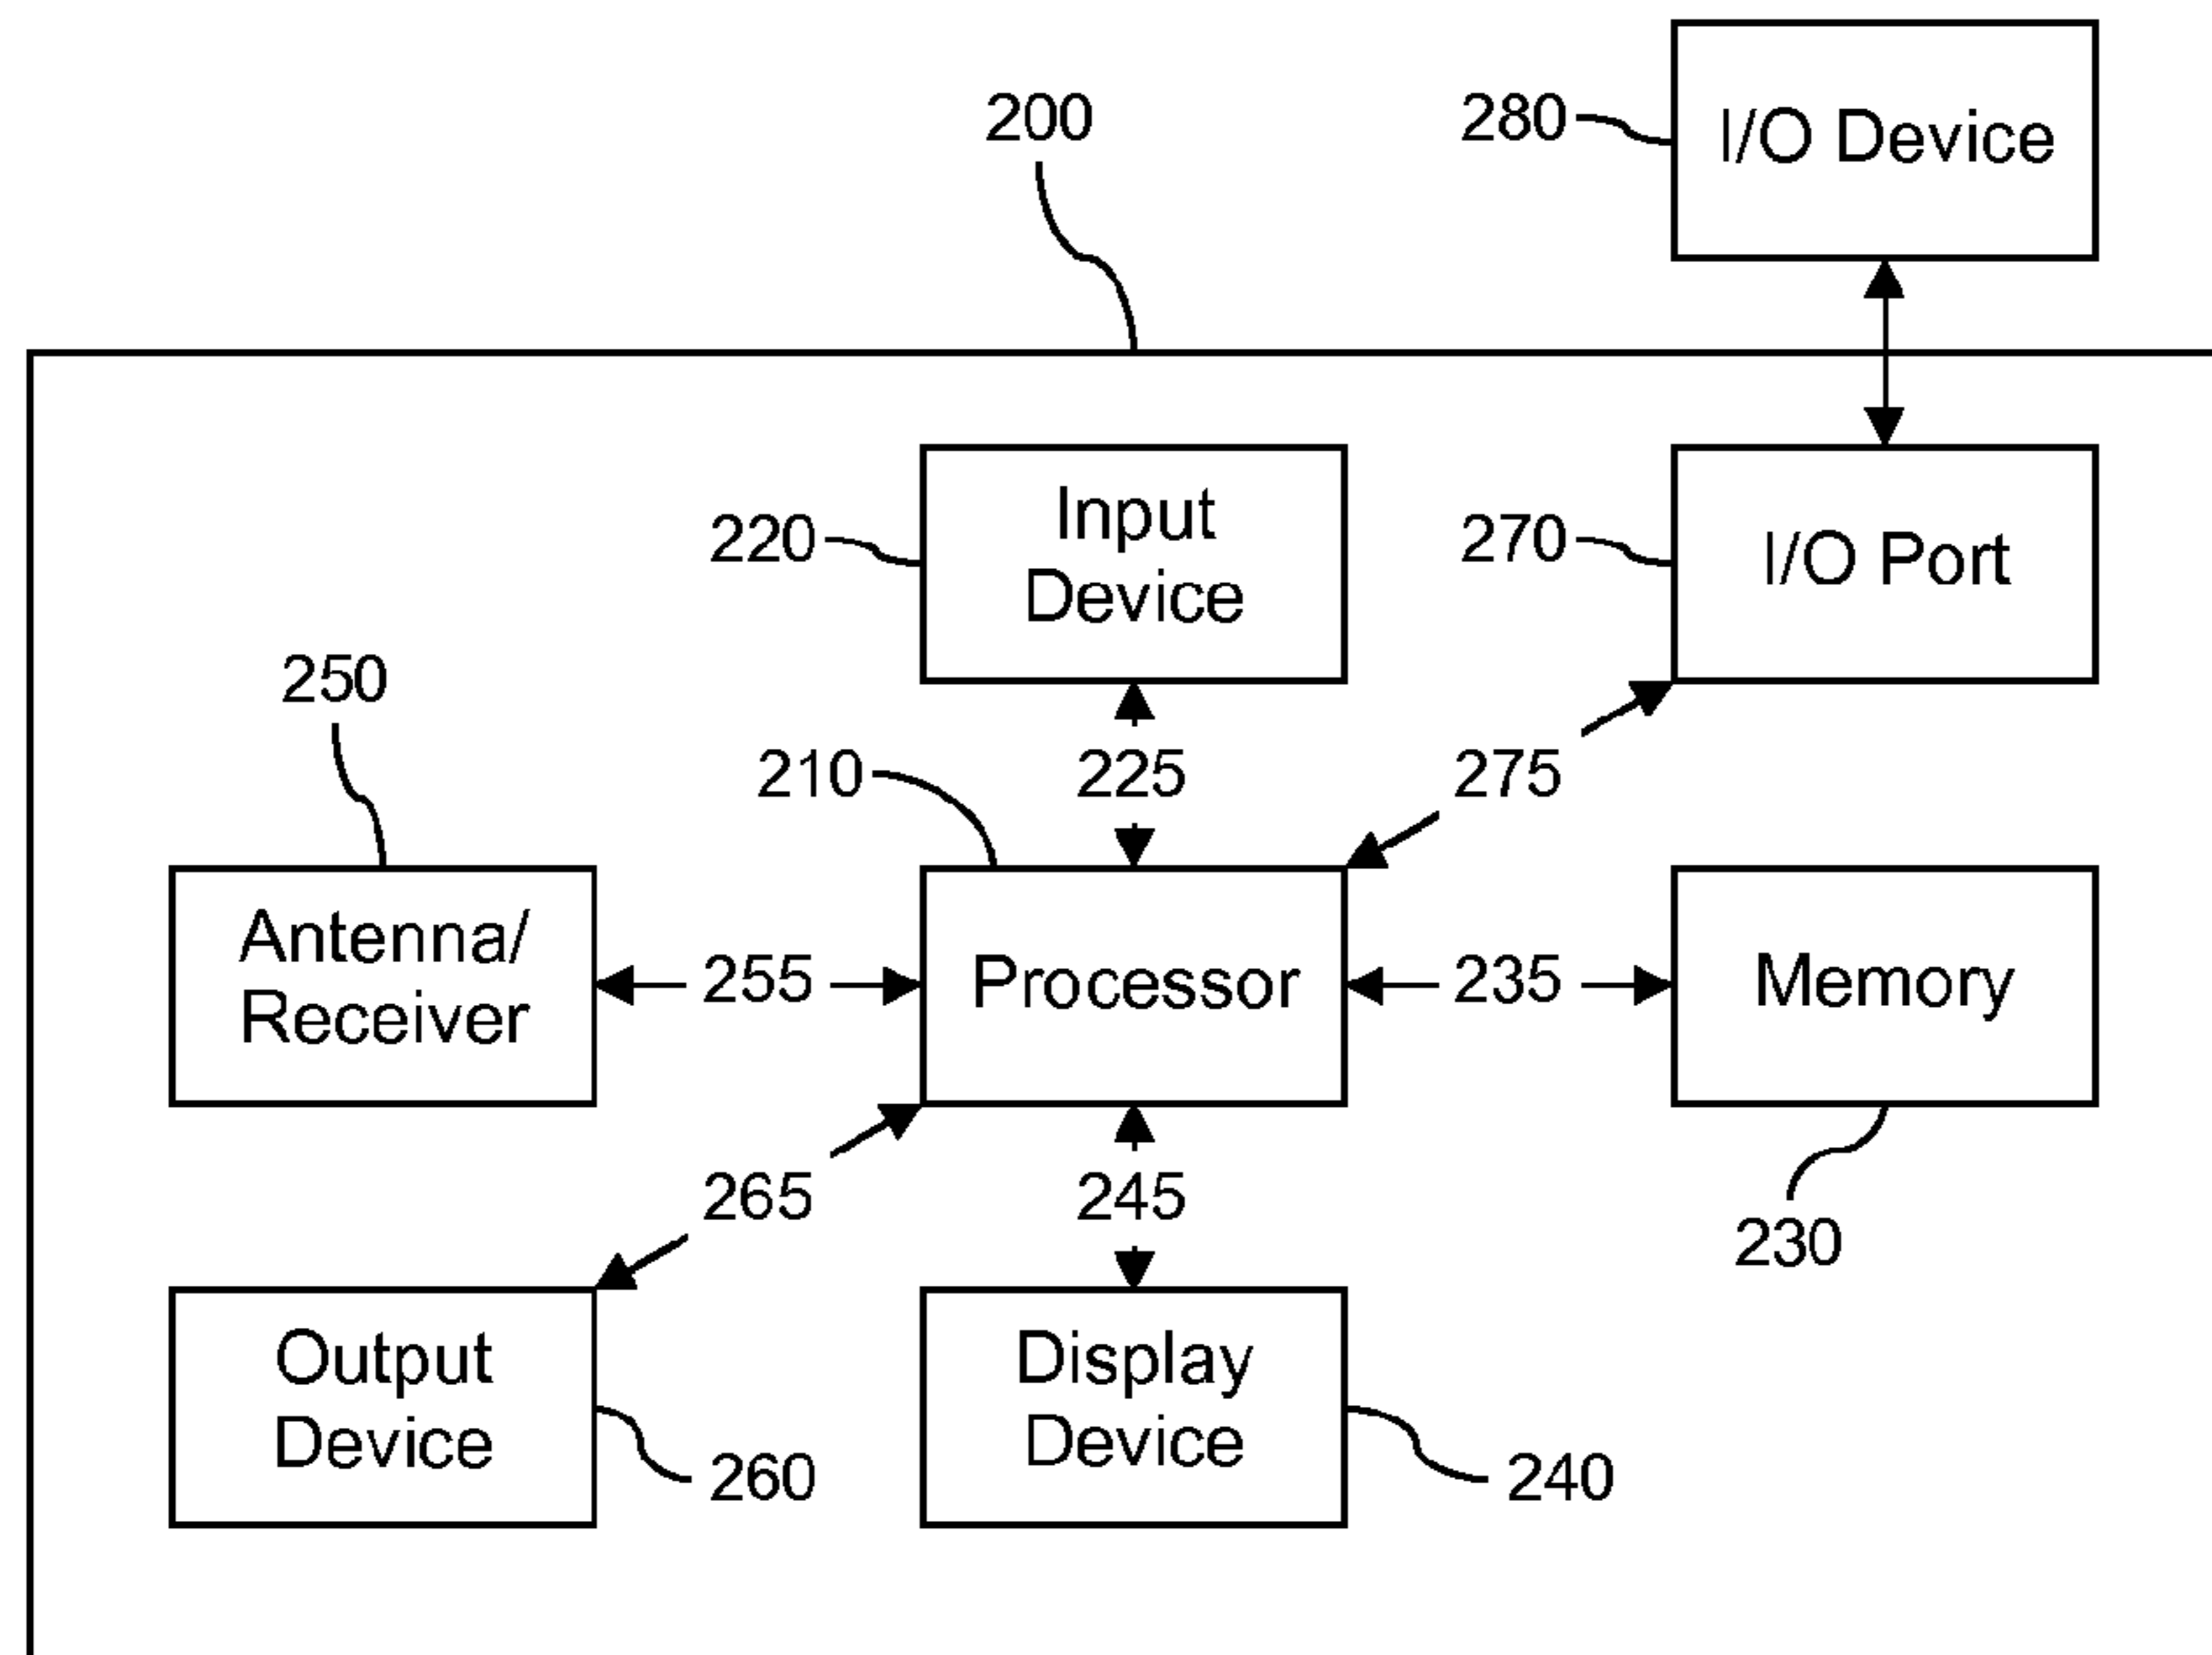 200
280
I/O Device
220
Input
Device
270
I/O Port
250
210
225
275
Antenna/
Receiver
255
Processor
235
Memory
265
245
230
Output
Device
260
Display
Device
240